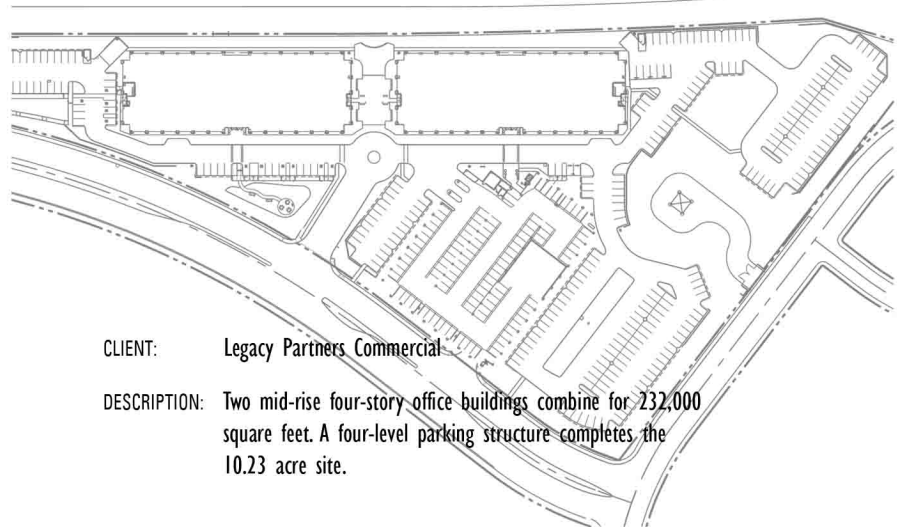 CLIENT: Legacy Partners Commercial
DESCRIPTION: Two mid-rise four-story office buildings combine for 232,000
square feet. A four-level parking structure completes the
10.23 acre site.